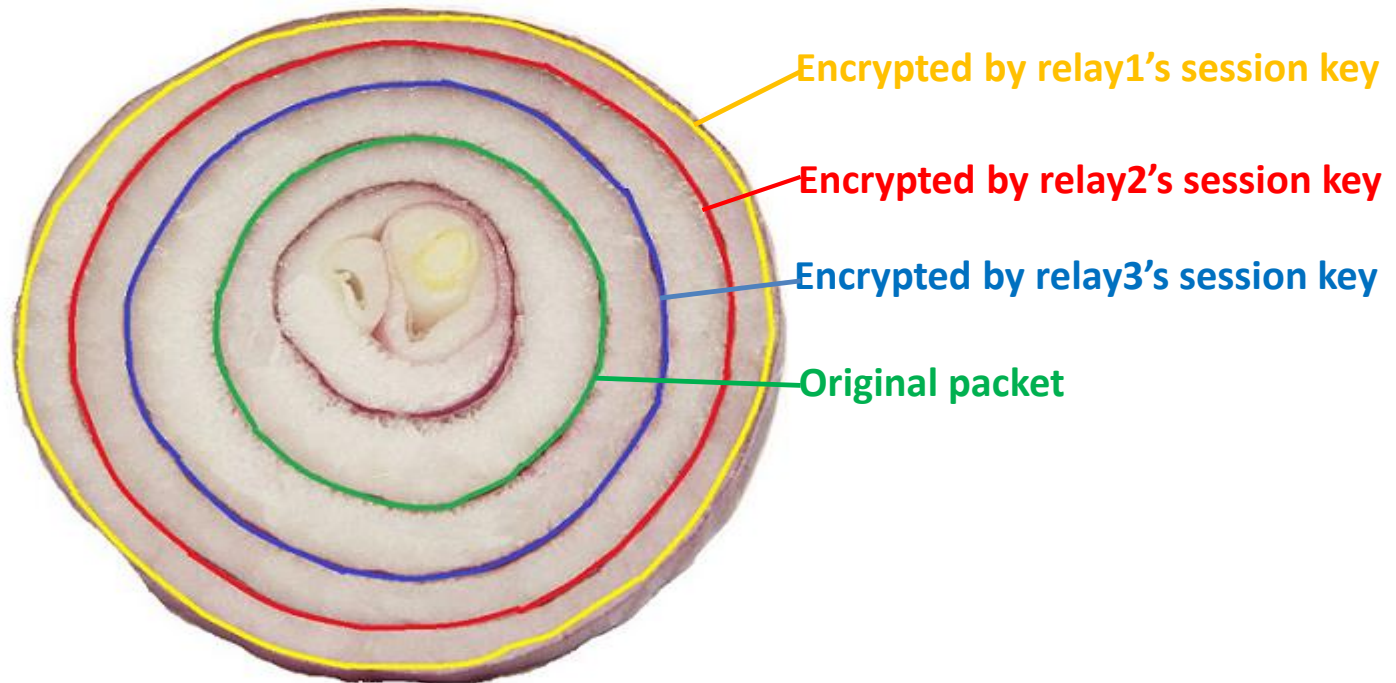 Encrypted by relay1’s session key
Encrypted by relay2’s session key
Encrypted by relay3’s session key
Original packet